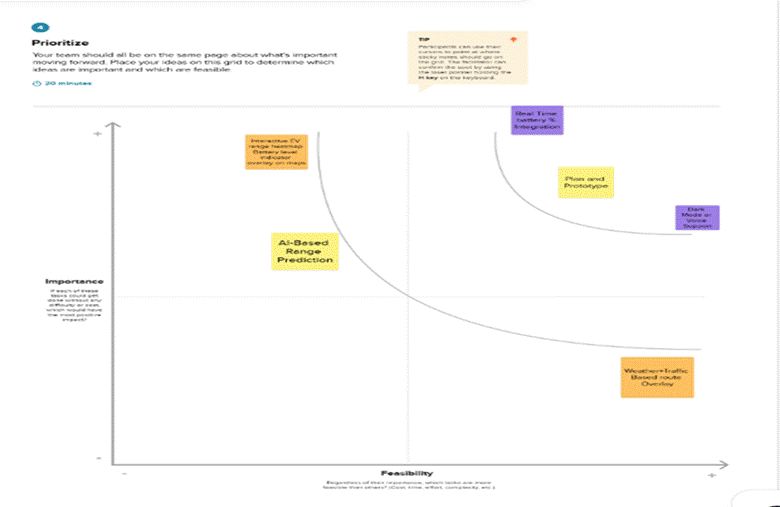 4
Prioritize
Your team should all be on the same page about what's important
moving forward. Place your ideas on this grid to determine which
ideas are important and which are feasible.
20 minutes
TIP
Participants can use their
cursors to point at where
sticky notes should go on
the grid. The facilitator can
confirm the spot by using
the laser pointer holding the
H key on the keyboard.
Real Time
battery %
Integration
+
Interactive EV
range heatmap
Battery level
indicator
overlay on maps
Plan and
Prototype
Dark
Mode or
Voice
Support
AI-Based
Range
Prediction
Importance
If each of these
tasks could get
done without any
difficulty or cost,
which would have
the most positive
impact?
Weather+Traffic
Based route
Overlay
-
-
Feasibility
+
Regardless of their importance, which tasks are more
feasible than others? (Cost, time, effort, complexity, etc.)